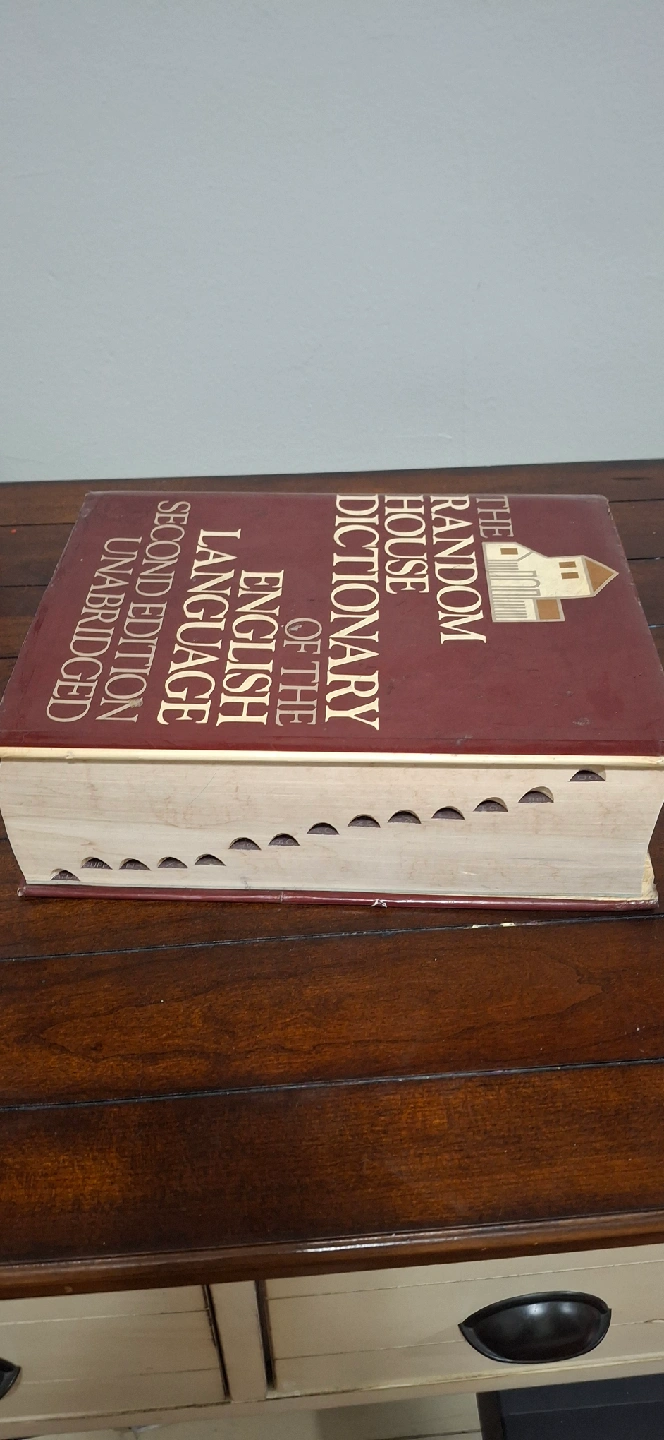 THE
RANDOM
HOUSE
DICTIONARY
OF THE
ENGLISH
LANGUAGE
SECOND EDITION
UNABRIDGED